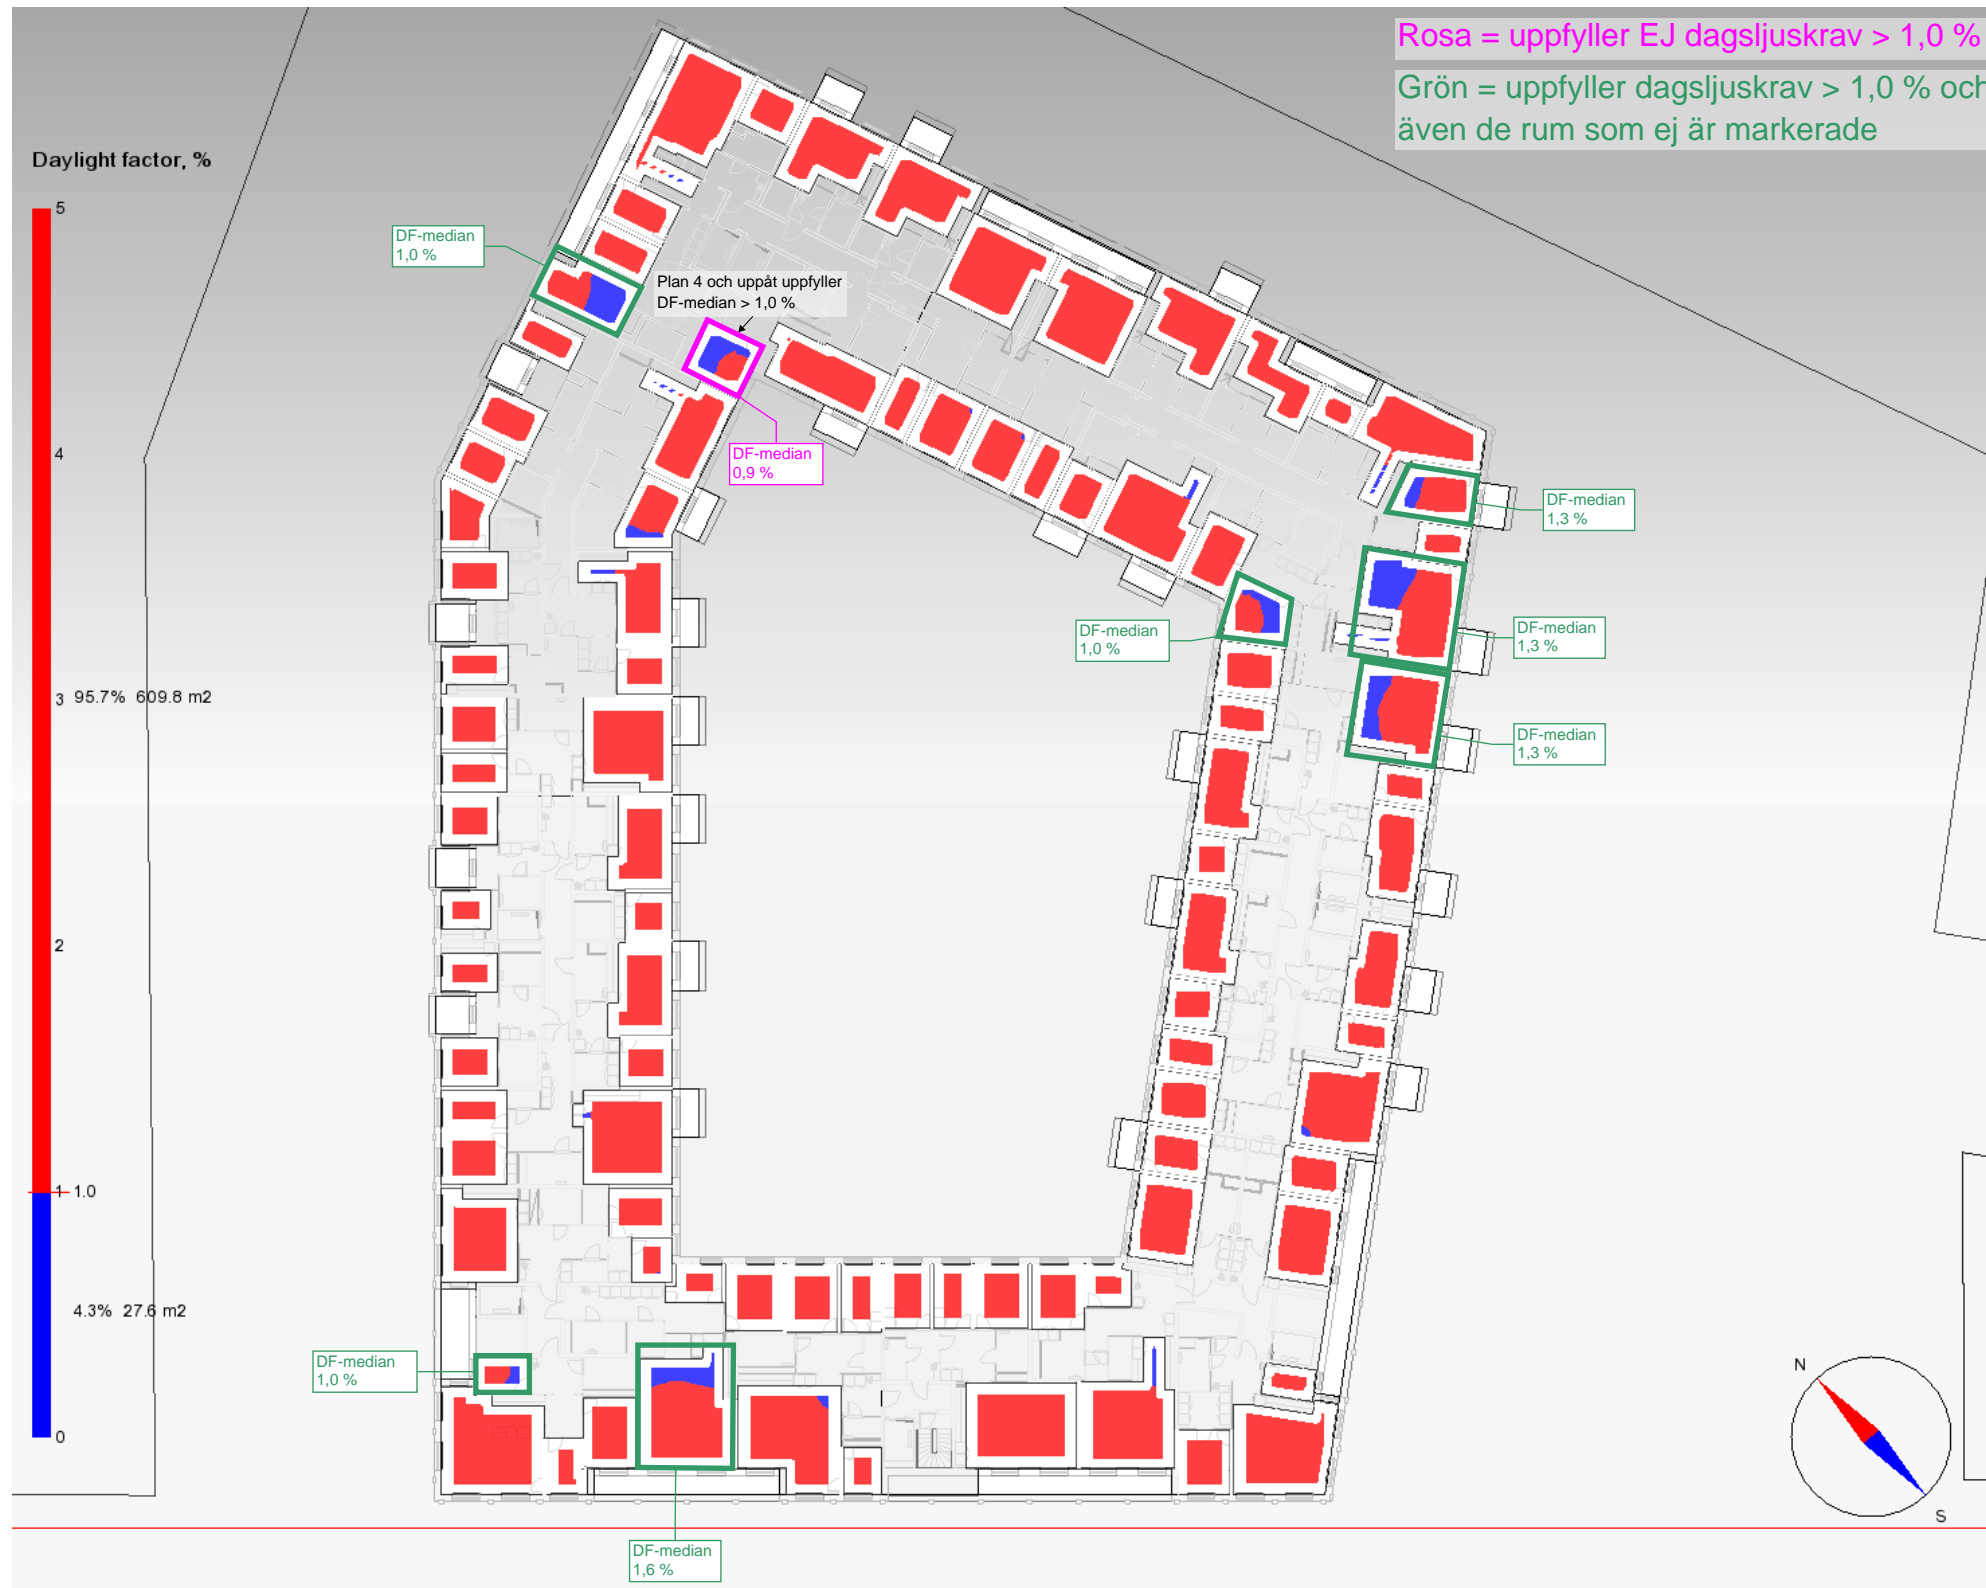 Rosa = uppfyller EJ dagsljuskrav > 1,0 %
Grön = uppfyller dagsljuskrav > 1,0 % och
även de rum som ej är markerade
Daylight factor, %
5
4
3
95.7% 609.8 m2
2
1
1.0
4.3% 27.6 m2
0
DF-median
1,0 %
Plan 4 och uppåt uppfyller
DF-median > 1,0 %
DF-median
0,9 %
DF-median
1,3 %
DF-median
1,0 %
DF-median
1,3 %
DF-median
1,3 %
DF-median
1,0 %
DF-median
1,6 %
N
S